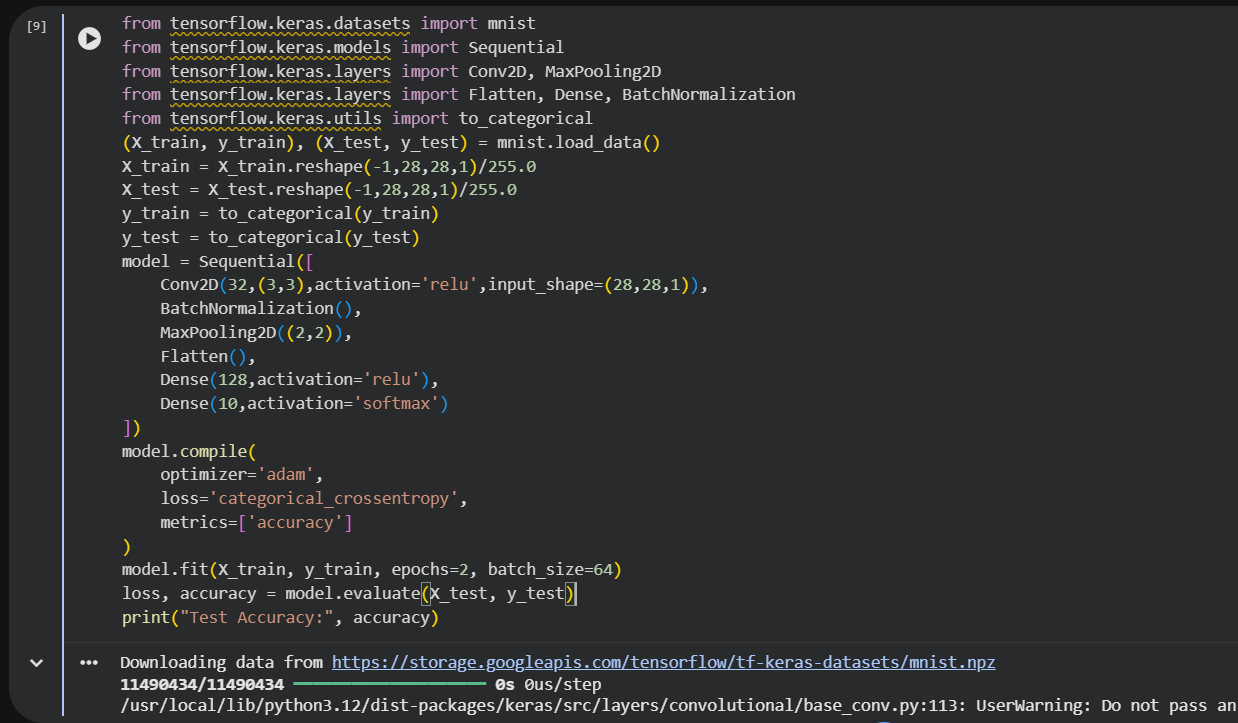 [9]
from tensorflow.keras.datasets import mnist
from tensorflow.keras.models import Sequential
from tensorflow.keras.layers import Conv2D, MaxPooling2D
from tensorflow.keras.layers import Flatten, Dense, BatchNormalization
from tensorflow.keras.utils import to_categorical
(X_train, y_train), (X_test, y_test) = mnist.load_data()
X_train = X_train.reshape(-1,28,28,1)/255.0
X_test = X_test.reshape(-1,28,28,1)/255.0
y_train = to_categorical(y_train)
y_test = to_categorical(y_test)
model = Sequential([
    Conv2D(32,(3,3),activation='relu',input_shape=(28,28,1)),
    BatchNormalization(),
    MaxPooling2D((2,2)),
    Flatten(),
    Dense(128,activation='relu'),
    Dense(10,activation='softmax')
])
model.compile(
    optimizer='adam',
    loss='categorical_crossentropy',
    metrics=['accuracy']
)
model.fit(X_train, y_train, epochs=2, batch_size=64)
loss, accuracy = model.evaluate(X_test, y_test)
print("Test Accuracy:", accuracy)
Downloading data from https://storage.googleapis.com/tensorflow/tf-keras-datasets/mnist.npz
11490434/11490434 0s 0us/step
/usr/local/lib/python3.12/dist-packages/keras/src/layers/convolutional/base_conv.py:113: UserWarning: Do not pass an